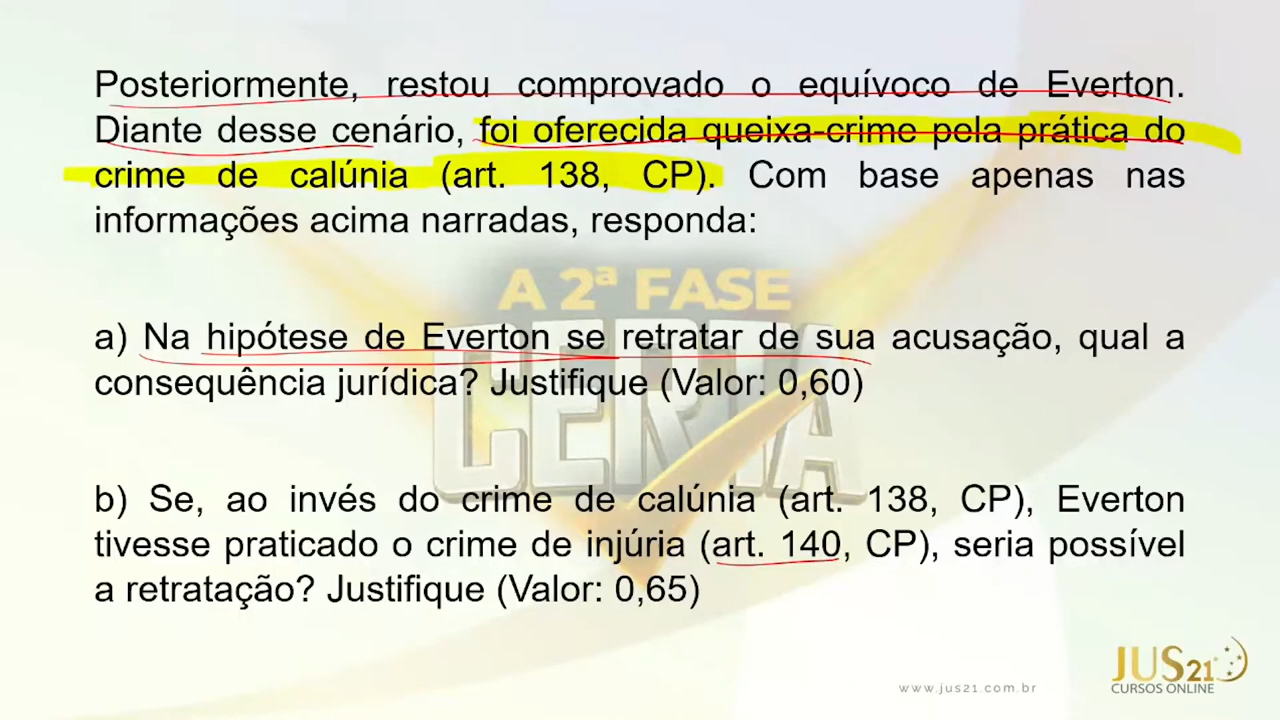 Posteriormente, restou comprovado o equívoco de Everton.
Diante desse cenário, foi oferecida queixa-crime pela prática do
crime de calúnia (art. 138, CP). Com base apenas nas
informações acima narradas, responda:
A 2ª FASE
CERTA
a) Na hipótese de Everton se retratar de sua acusação, qual a
consequência jurídica? Justifique (Valor: 0,60)
b) Se, ao invés do crime de calúnia (art. 138, CP), Everton
tivesse praticado o crime de injúria (art. 140, CP), seria possível
a retratação? Justifique (Valor: 0,65)
www.jus21.com.br
JUS21
CURSOS ONLINE